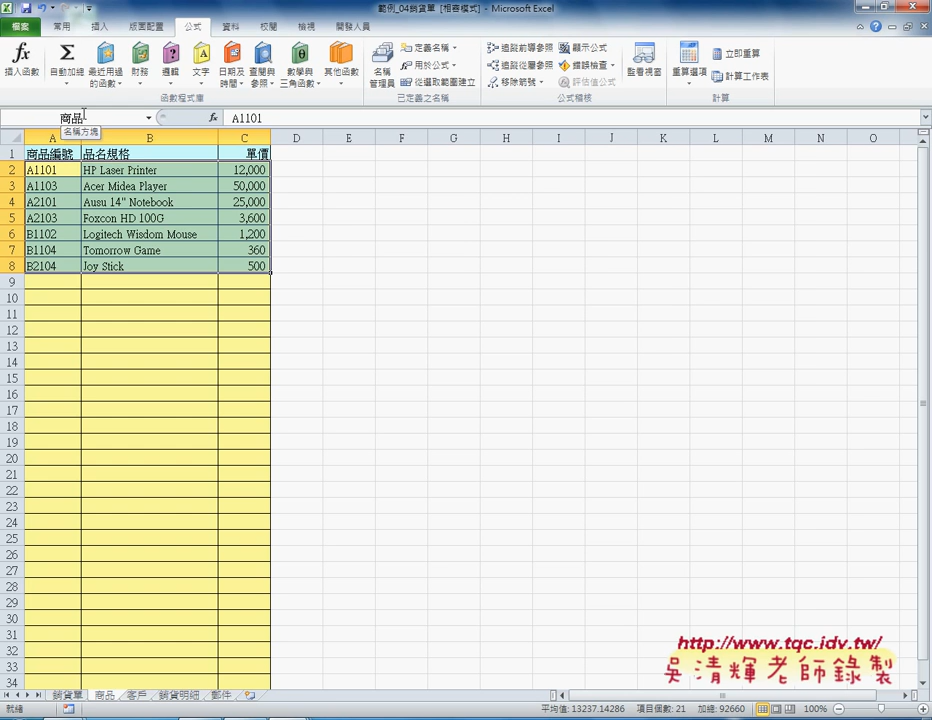 範例_04銷貨單 [相容模式] - Microsoft Excel
檔案 常用 插入 版面配置 公式 資料 校閱 檢視 開發人員
插入函數 自動加總 最近用過的函數 財務 邏輯 文字 日期及時間 查閱與參照 數學與三角函數 其他函數
函數程式庫
名稱管理員 定義名稱 用於公式 從選取範圍建立
已定義之名稱
追蹤前導參照 追蹤從屬參照 移除箭號 顯示公式 錯誤檢查 評估值公式 監看視窗
公式稽核
重算選項 立即重算 計算工作表
計算
商品 fx A1101
名稱方塊
A B C D E F G H I J K L M N O
1 商品編號 品名規格 單價
2 A1101 HP Laser Printer 12,000
3 A1103 Acer Midea Player 50,000
4 A2101 Ausu 14" Notebook 25,000
5 A2103 Foxcon HD 100G 3,600
6 B1102 Logitech Wisdom Mouse 1,200
7 B1104 Tomorrow Game 360
8 B2104 Joy Stick 500
9
10
11
12
13
14
15
16
17
18
19
20
21
22
23
24
25
26
27
28
29
30
31
32
33
34
http://www.tqc.idv.tw/
吳清輝老師錄製
銷貨單 商品 客戶 銷貨明細 郵件
就緒 平均值: 13237.14286 項目個數: 21 加總: 92660 100%